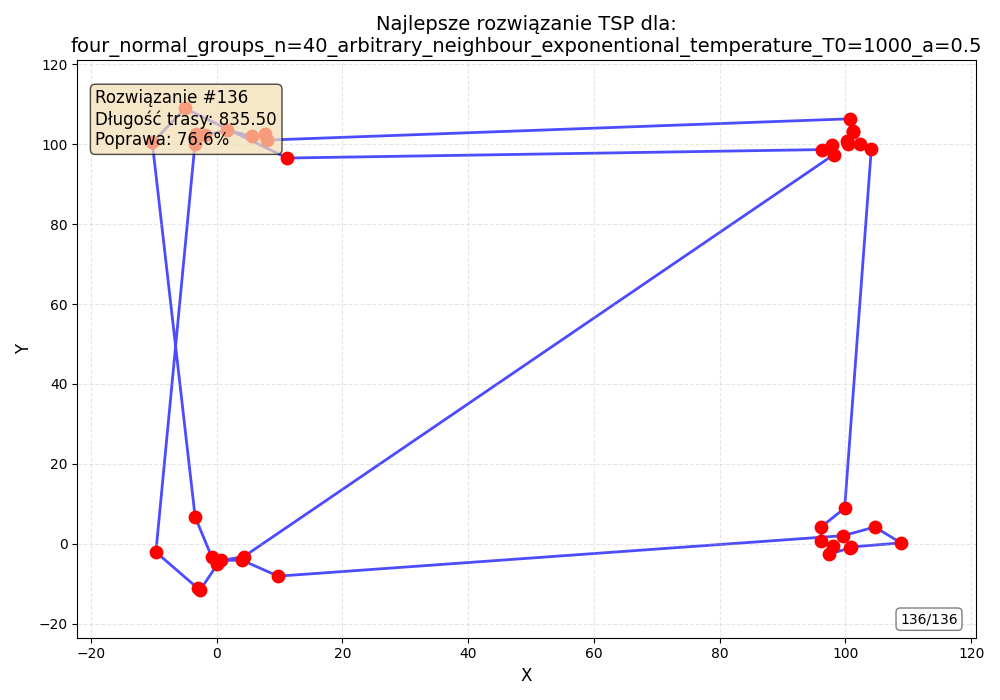 Najlepsze rozwiązanie TSP dla:
four_normal_groups_n=40_arbitrary_neighbour_exponential_temperature_T0=1000_a=0.5
Rozwiązanie #136
Długość trasy: 835.50
Poprawa: 76.6%
120
100
80
60
40
20
0
−20
Y
−20
0
20
40
60
80
100
120
X
136/136